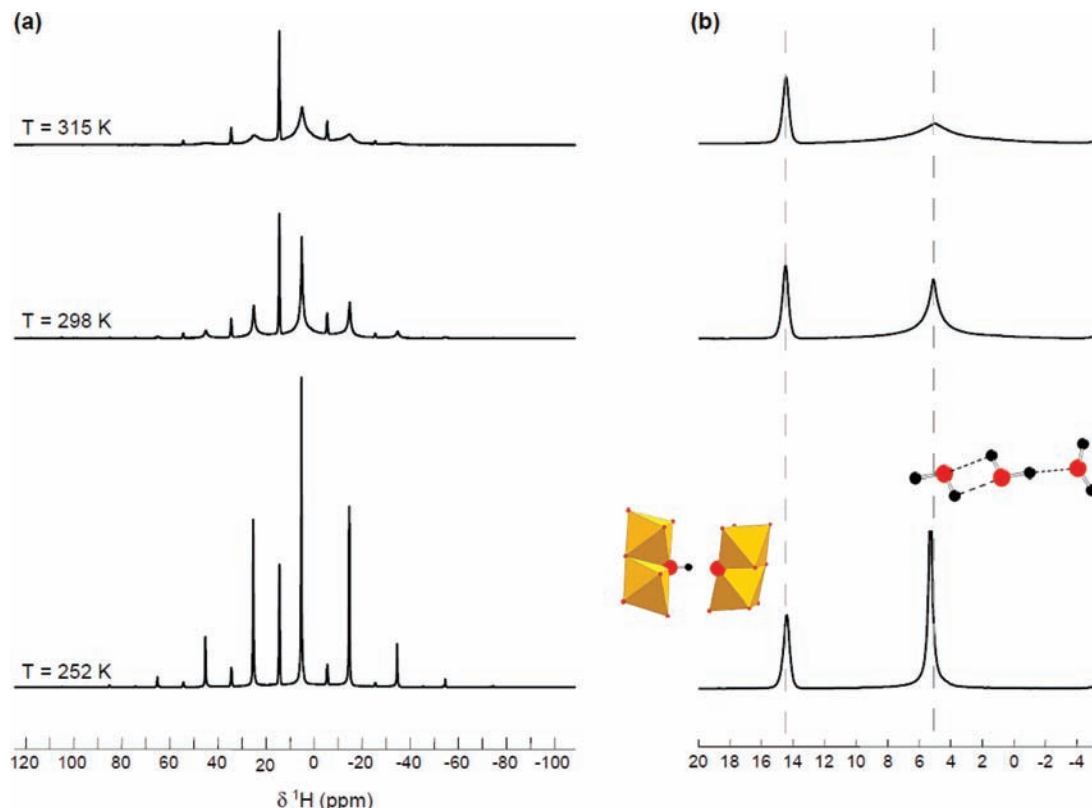 (a)
(b)
T = 315 K
T = 298 K
T = 252 K
120 100 80 60 40 20 0 -20 -40 -60 -80 -100
20 18 16 14 12 10 8 6 4 2 0 -2 -4
δ ¹H (ppm)